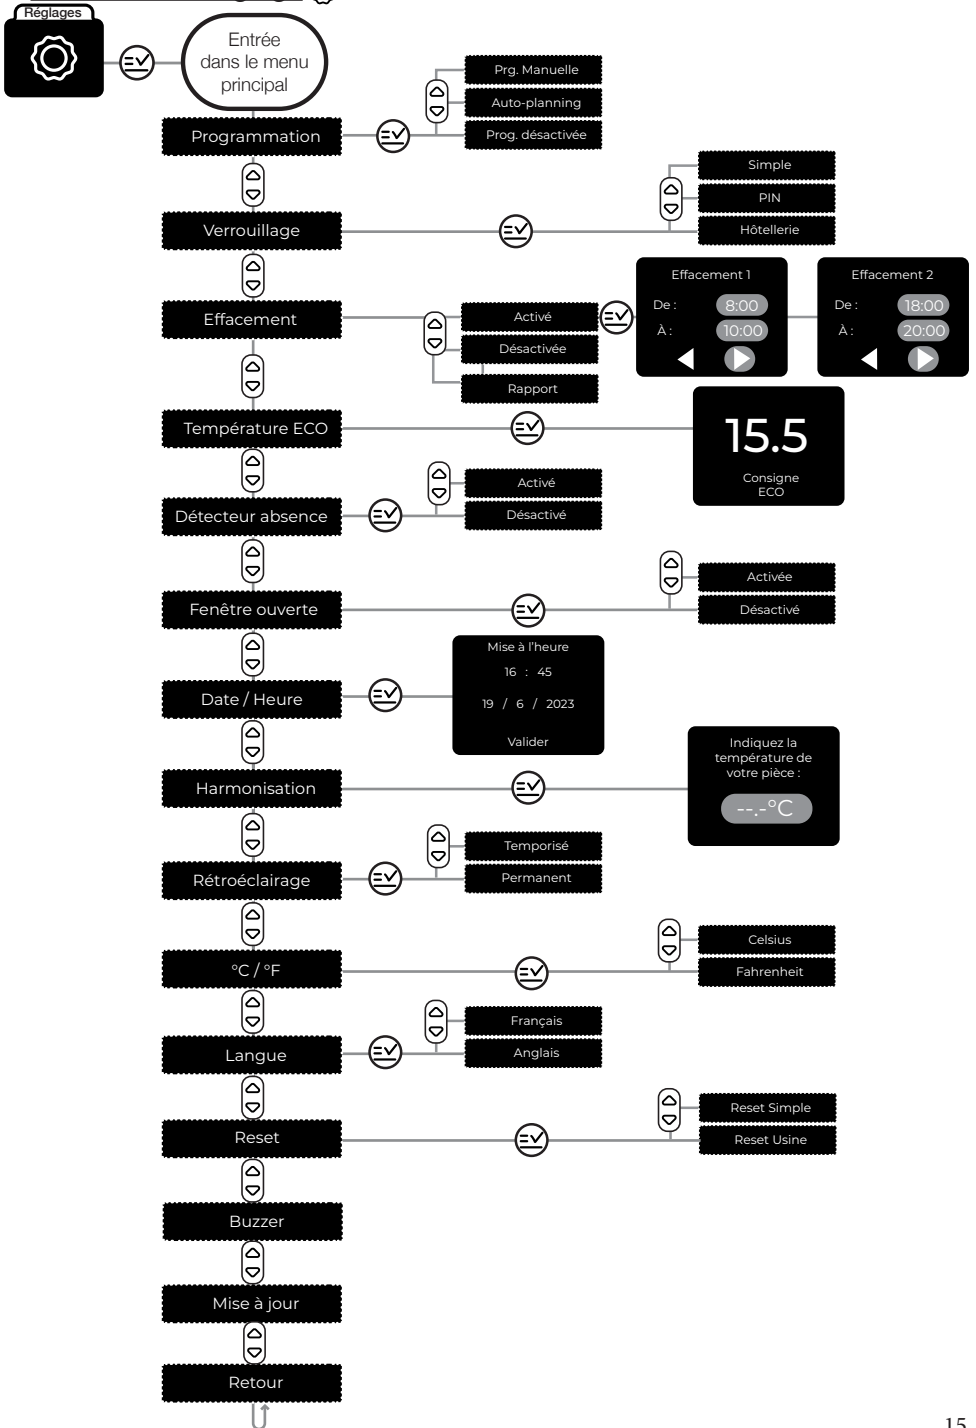 Réglages
Entrée
dans le menu
principal
Prg. Manuelle
Auto-planning
Prog. désactivée
Programmation
Simple
PIN
Hôtellerie
Verrouillage
Effacement 1
De : 8:00
À : 10:00
Effacement 2
De : 18:00
À : 20:00
Effacement
Activé
Désactivée
Rapport
Température ECO
15.5
Consigne
ECO
Détecteur absence
Activé
Désactivé
Fenêtre ouverte
Activée
Désactivé
Date / Heure
Mise à l’heure
16 : 45
19 / 6 / 2023
Valider
Harmonisation
Indiquez la
température de
votre pièce :
--.-°C
Rétroéclairage
Temporisé
Permanent
°C / °F
Celsius
Fahrenheit
Langue
Français
Anglais
Reset
Reset Simple
Reset Usine
Buzzer
Mise à jour
Retour
15